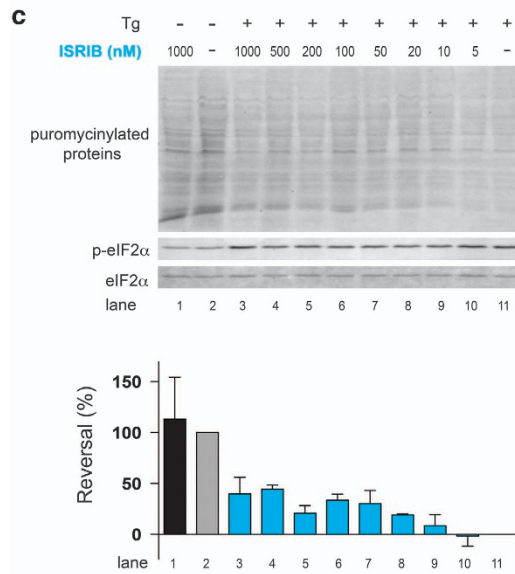 c
Tg – – + + + + + + + + +
ISRIB (nM) 1000 – 1000 500 200 100 50 20 10 5 –
puromycinylated
proteins
p-eIF2α
eIF2α
lane 1 2 3 4 5 6 7 8 9 10 11
Reversal (%)
150
100
50
0
lane 1 2 3 4 5 6 7 8 9 10 11